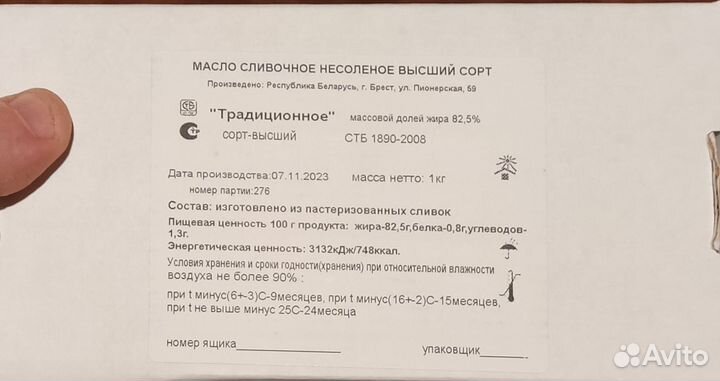 МАСЛО СЛИВОЧНОЕ НЕСОЛЕНОЕ ВЫСШИЙ СОРТ
Произведено: Республика Беларусь, г. Брест, ул. Пионерская, 59
"Традиционное" массовой долей жира 82,5%
сорт-высший СТБ 1890-2008
Дата производства:07.11.2023 масса нетто: 1кг
номер партии:276
Состав: изготовлено из пастеризованных сливок
Пищевая ценность 100 г продукта: жира-82,5г,белка-0,8г,углеводов-
1,3г.
Энергетическая ценность: 3132кДж/748ккал.
Условия хранения и сроки годности(хранения) при относительной влажности
воздуха не более 90% :
при t минус(6+-3)С-9месяцев, при t минус(16+-2)С-15месяцев,
при t не выше минус 25С-24месяца
номер ящика упаковщик
Avito